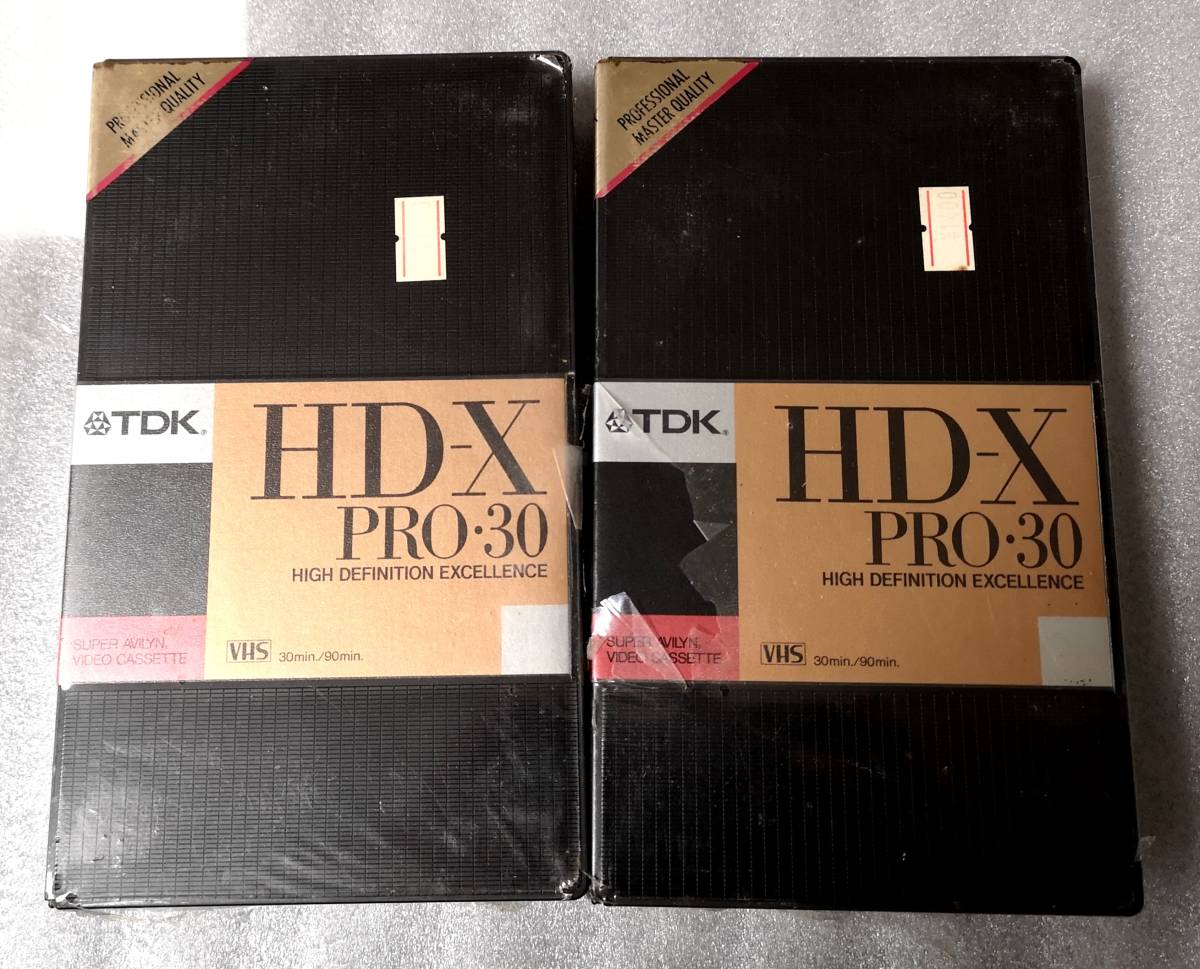 PROFESSIONAL
MASTER QUALITY
TDK®
HD-X
PRO·30
HIGH DEFINITION EXCELLENCE
SUPER AVILYN
VIDEO CASSETTE
VHS 30min./90min.
PROFESSIONAL
MASTER QUALITY
TDK®
HD-X
PRO·30
HIGH DEFINITION EXCELLENCE
SUPER AVILYN
VIDEO CASSETTE
VHS 30min./90min.